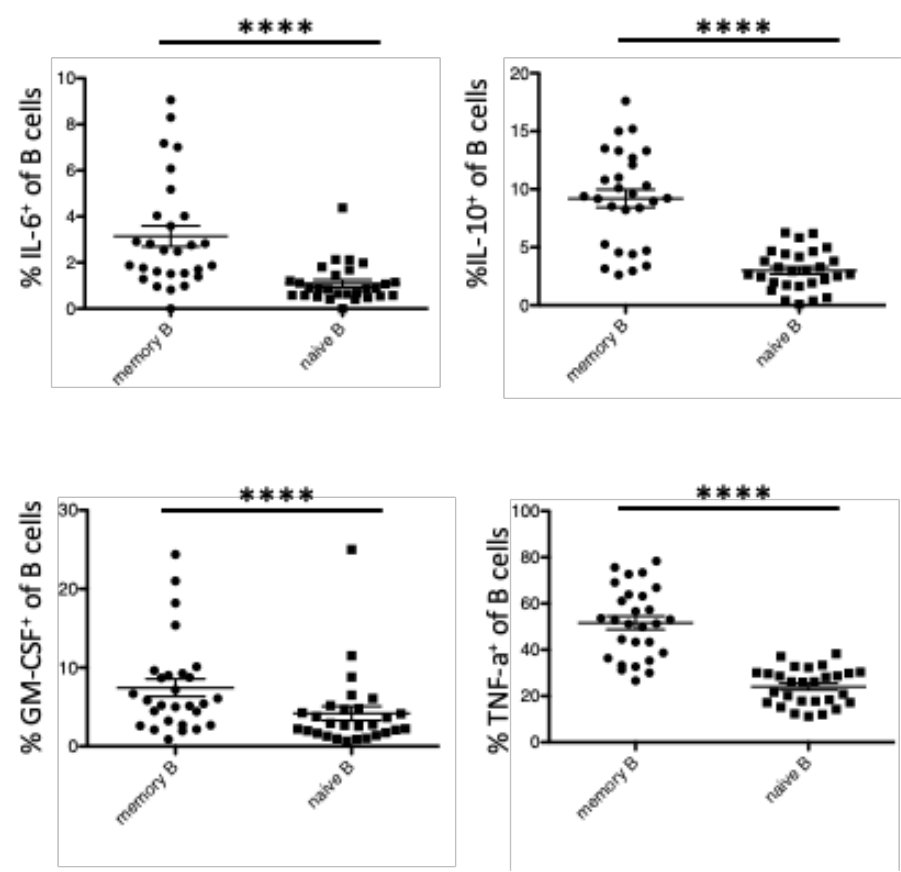 ****
% IL-6+ of B cells
10
8
6
4
2
0
memory B
naive B
****
%IL-10+ of B cells
20
15
10
5
0
memory B
naive B
****
% GM-CSF+ of B cells
30
20
10
0
memory B
naive B
****
% TNF-a+ of B cells
100
80
60
40
20
0
memory B
naive B